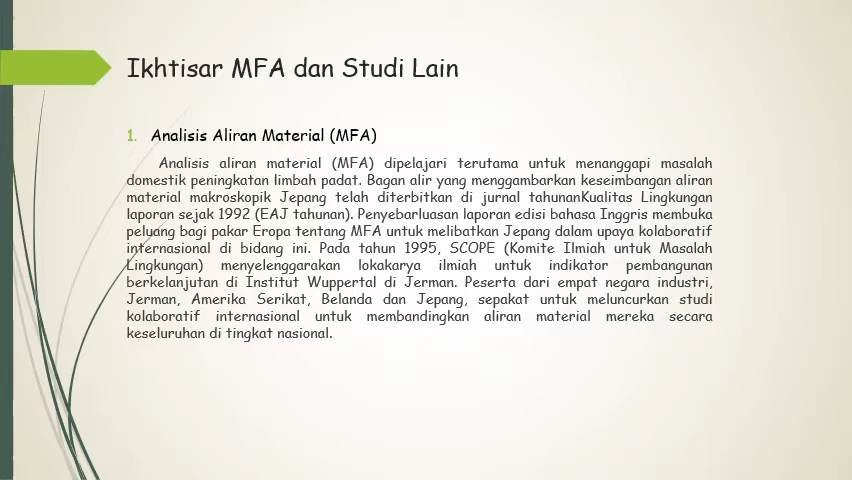 Ikhtisar MFA dan Studi Lain
1. Analisis Aliran Material (MFA)
Analisis aliran material (MFA) dipelajari terutama untuk menanggapi masalah
domestik peningkatan limbah padat. Bagan alir yang menggambarkan keseimbangan aliran
material makroskopik Jepang telah diterbitkan di jurnal tahunanKualitas Lingkungan
laporan sejak 1992 (EAJ tahunan). Penyebarluasan laporan edisi bahasa Inggris membuka
peluang bagi pakar Eropa tentang MFA untuk melibatkan Jepang dalam upaya kolaboratif
internasional di bidang ini. Pada tahun 1995, SCOPE (Komite Ilmiah untuk Masalah
Lingkungan) menyelenggarakan lokakarya ilmiah untuk indikator pembangunan
berkelanjutan di Institut Wuppertal di Jerman. Peserta dari empat negara industri,
Jerman, Amerika Serikat, Belanda dan Jepang, sepakat untuk meluncurkan studi
kolaboratif internasional untuk membandingkan aliran material mereka secara
keseluruhan di tingkat nasional.